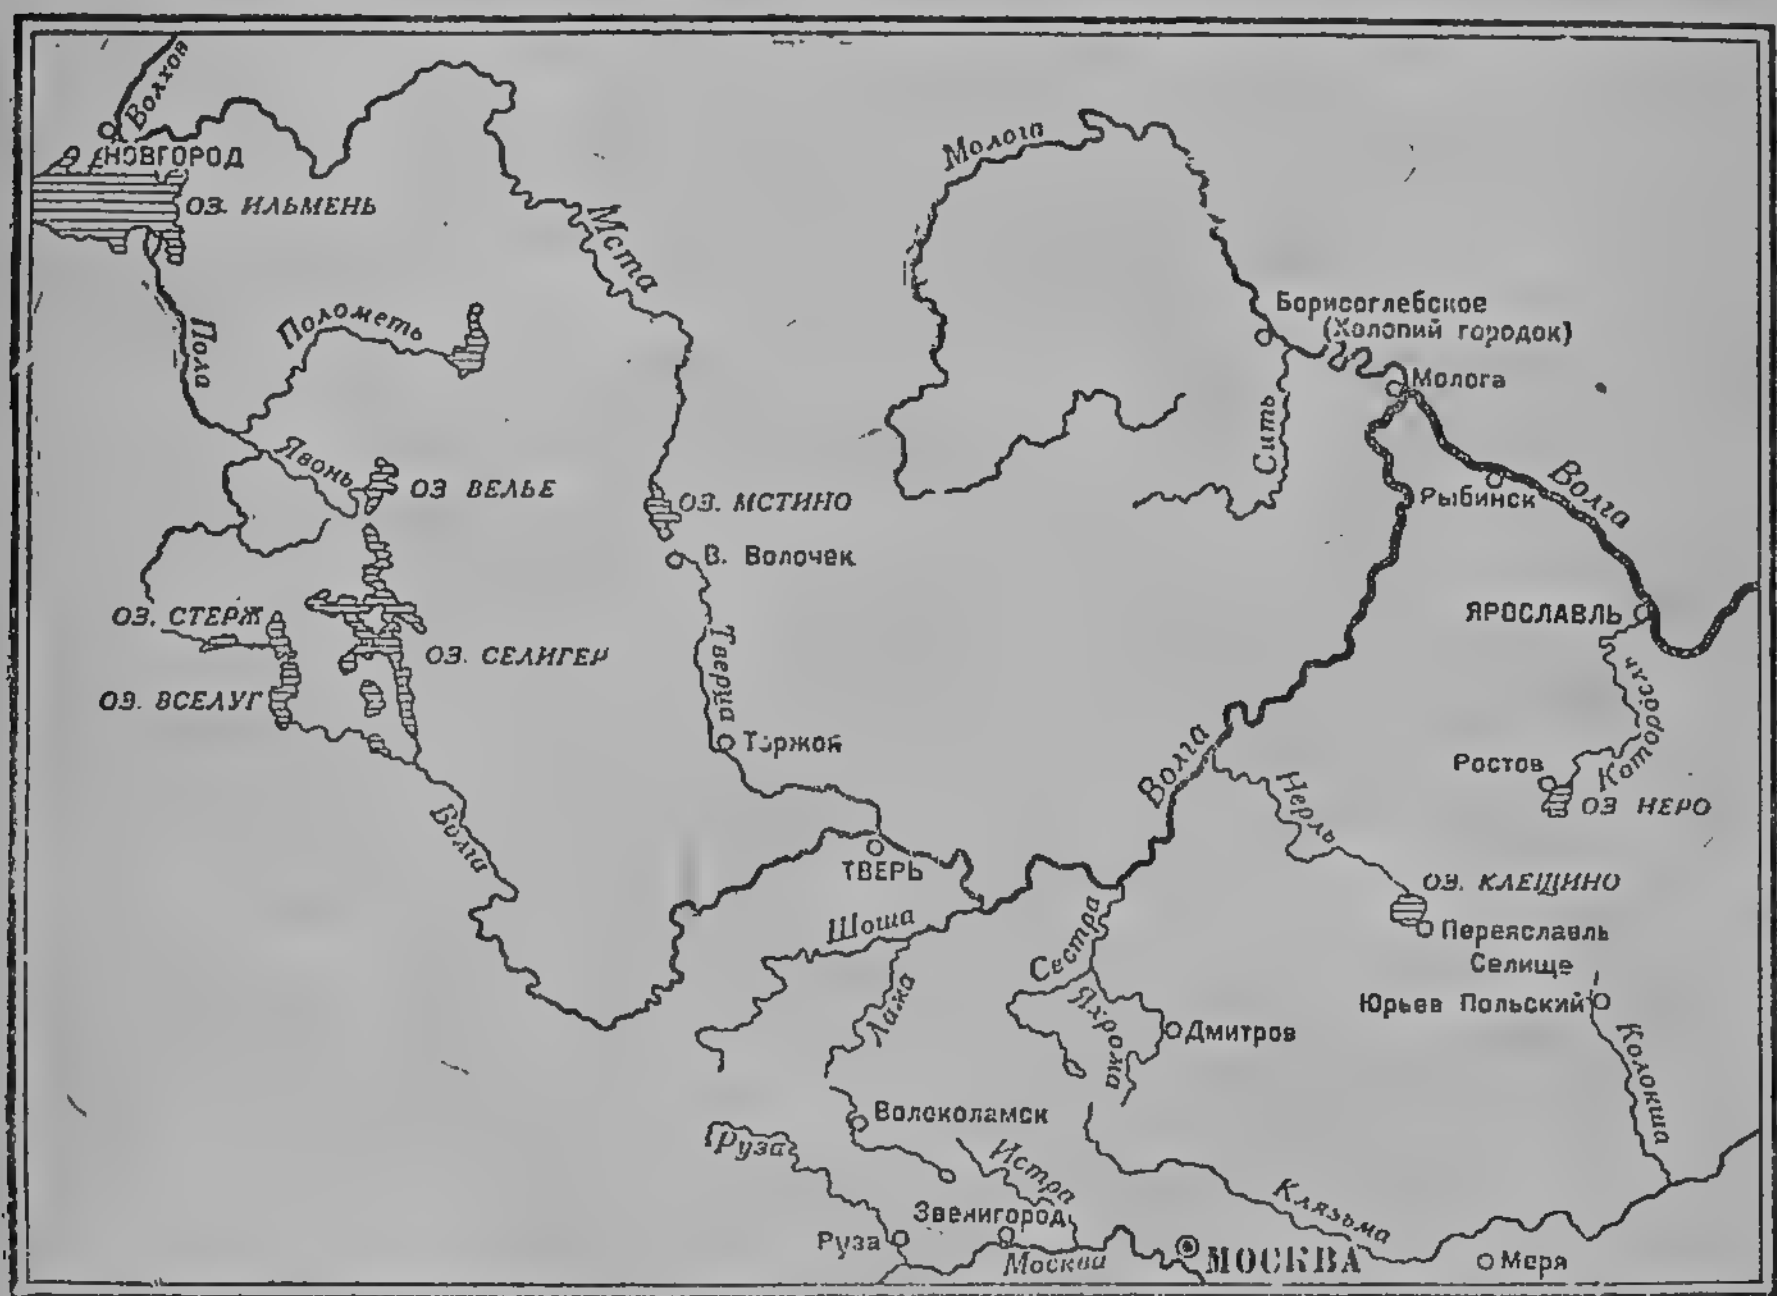 Волхов
НОВГОРОД
ОЗ. ИЛЬМЕНЬ
Мста
Молога
Пола
Полометь
Борисоглебское
(Холопий городок)
Молога
Явонь
ОЗ ВЕЛЬЕ
ОЗ. МСТИНО
Сить
Рыбинск
Волга
В. Волочек
ОЗ. СТЕРЖ
ОЗ. СЕЛИГЕР
ОЗ. ВСЕЛУГ
Тверца
Торжок
ЯРОСЛАВЛЬ
Которосль
Ростов
ОЗ НЕРО
Волга
Волга
Нерль
ТВЕРЬ
ОЗ. КЛЕЩИНО
Переяславль
Селище
Шоша
Сестра
Лама
Яхрома
Дмитров
Юрьев Польский
Колокша
Волоколамск
Руза
Истра
Клязьма
Звенигород
Руза
Москва
МОСКВА
Меря